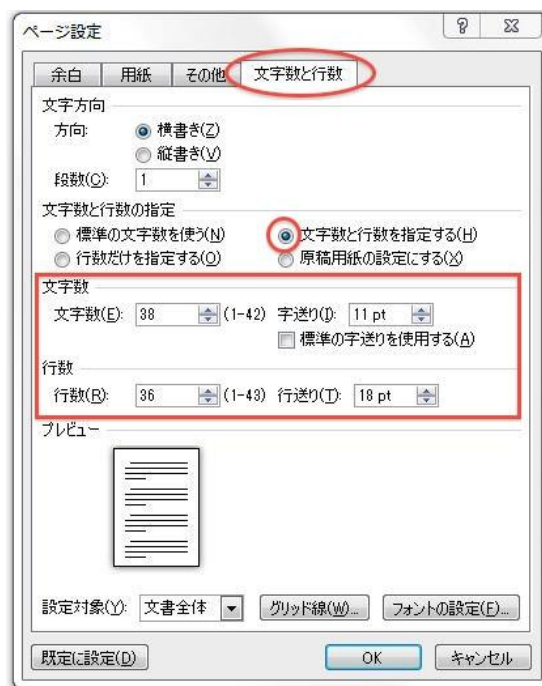 ページ設定
余白 用紙 その他 文字数と行数
文字方向
方向: 横書き(Z)
縦書き(V)
段数(C): 1
文字数と行数の指定
標準の文字数を使う(N) 文字数と行数を指定する(H)
行数だけを指定する(O) 原稿用紙の設定にする(X)
文字数
文字数(E): 38 (1-42) 字送り(I): 11 pt
標準の字送りを使用する(A)
行数
行数(R): 36 (1-43) 行送り(T): 18 pt
プレビュー
設定対象(Y): 文書全体 グリッド線(W)... フォントの設定(F)...
既定に設定(D) OK キャンセル